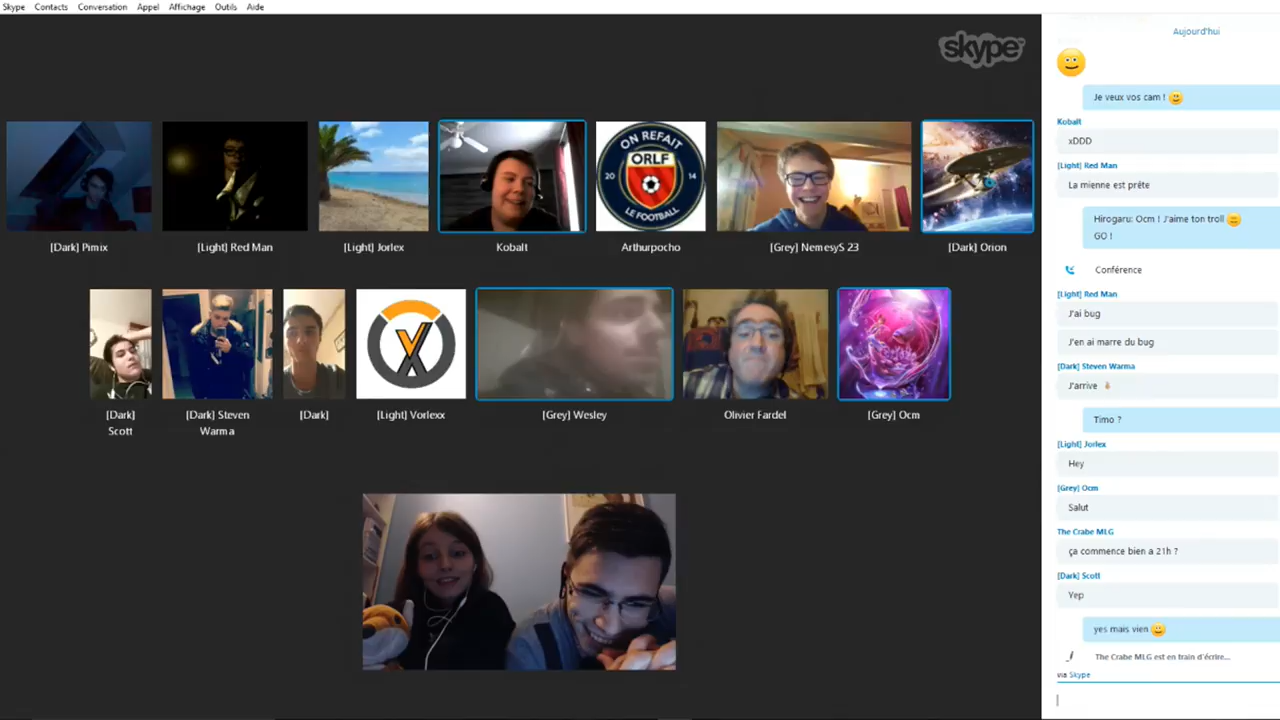 Skype Contacts Conversation Appel Affichage Outils Aide
skype™
Aujourd'hui
Je veux vos cam !
Kobalt
xDDD
[Light] Red Man
La mienne est prête
Hirogaru: Ocm ! J'aime ton troll
GO !
Conférence
[Light] Red Man
J'ai bug
J'en ai marre du bug
[Dark] Steven Warma
J'arrive
Timo ?
[Light] Jorlex
Hey
[Grey] Ocm
Salut
The Crabe MLG
ça commence bien a 21h ?
[Dark] Scott
Yep
yes mais vien
The Crabe MLG est en train d'écrire...
via Skype
ON REFAIT
ORLF
20 14
LE FOOTBALL
[Dark] Pimix
[Light] Red Man
[Light] Jorlex
Kobalt
Arthurpocho
[Grey] NemesyS 23
[Dark] Orion
[Dark]
Scott
[Dark] Steven
Warma
[Dark]
[Light] Vorlexx
[Grey] Wesley
Olivier Fardel
[Grey] Ocm